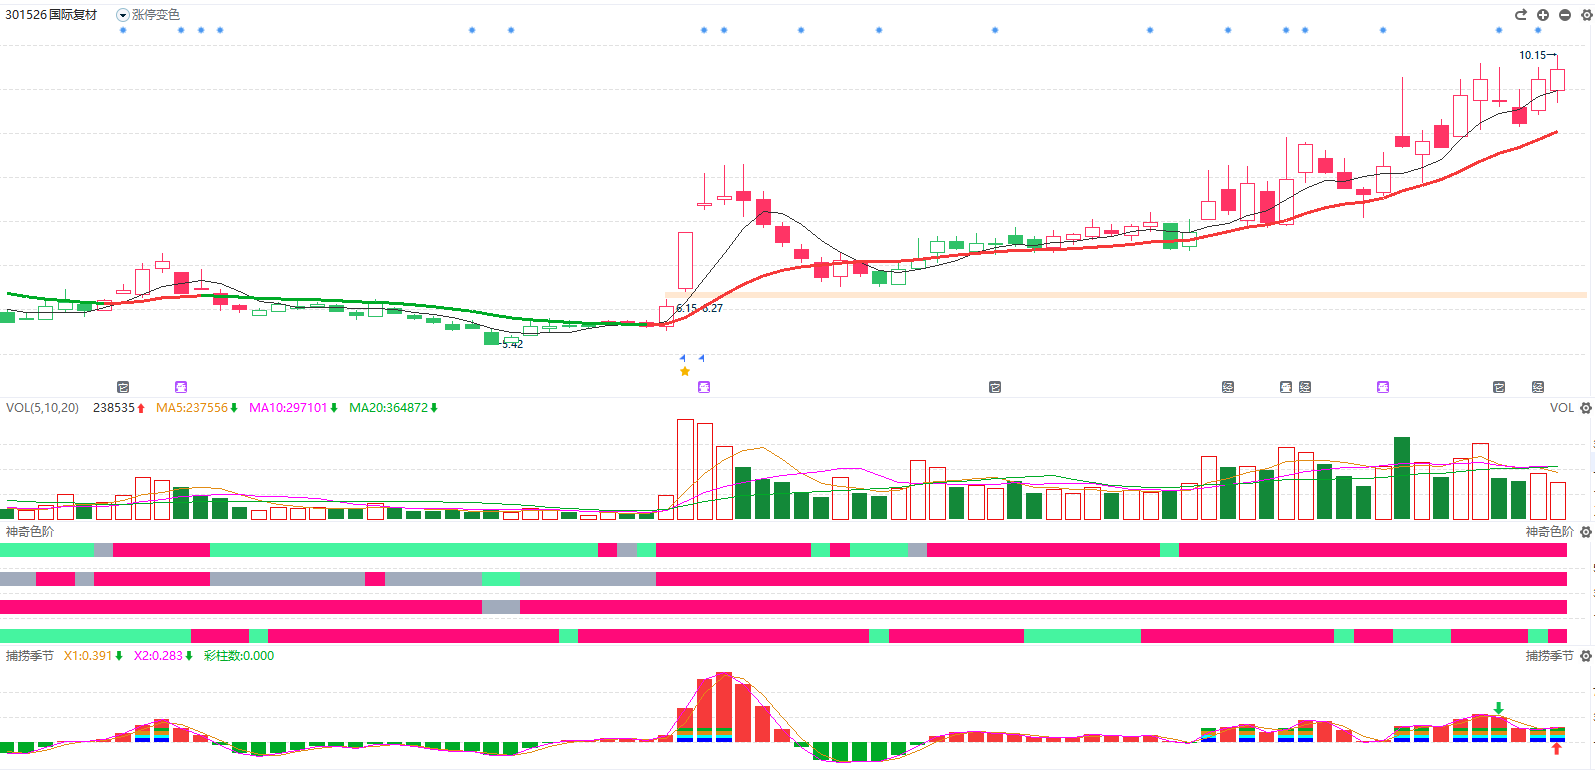 301526 国际复材 涨停变色
10.15→
6.15-6.27
5.42
VOL(5,10,20) 238535 MA5:237556 MA10:297101 MA20:364872 VOL
神奇色阶 神奇色阶
捕捞季节 X1:0.391 X2:0.283 彩柱数:0.000 捕捞季节